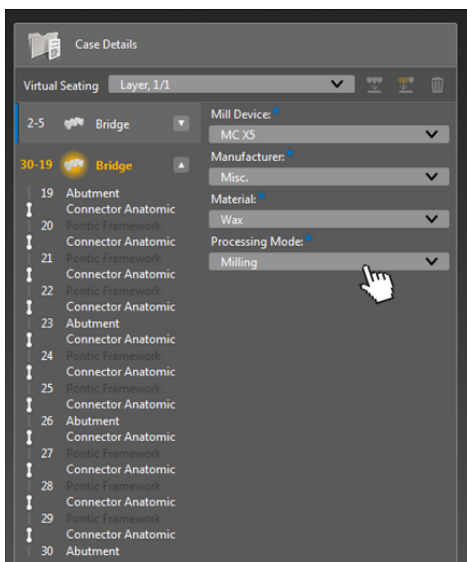 Case Details
Virtual Seating Layer, 1/1
2-5 Bridge
30-19 Bridge
19 Abutment
Connector Anatomic
20 Pontic Framework
Connector Anatomic
21 Pontic Framework
Connector Anatomic
22 Pontic Framework
Connector Anatomic
23 Abutment
Connector Anatomic
24 Pontic Framework
Connector Anatomic
25 Pontic Framework
Connector Anatomic
26 Abutment
Connector Anatomic
27 Pontic Framework
Connector Anatomic
28 Pontic Framework
Connector Anatomic
29 Pontic Framework
Connector Anatomic
30 Abutment
Mill Device:
MC X5
Manufacturer:
Misc.
Material:
Wax
Processing Mode:
Milling